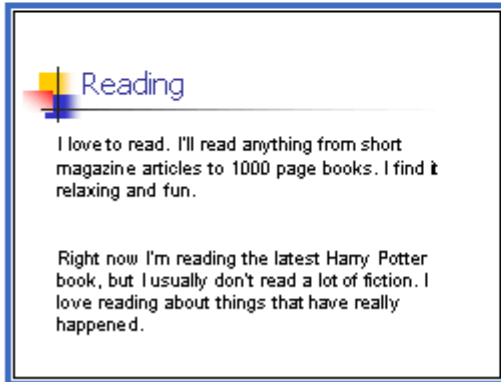 Reading
I love to read. I'll read anything from short
magazine articles to 1000 page books. I find it
relaxing and fun.
Right now I'm reading the latest Harry Potter
book, but I usually don't read a lot of fiction. I
love reading about things that have really
happened.